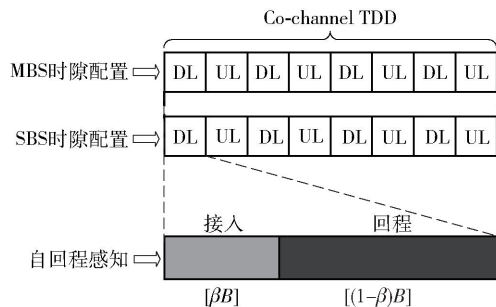 Co-channel TDD
MBS时隙配置 DL UL DL UL DL UL DL UL
SBS时隙配置 DL UL DL UL DL UL DL UL
接入 回程
自回程感知
[βB] [(1-β)B]